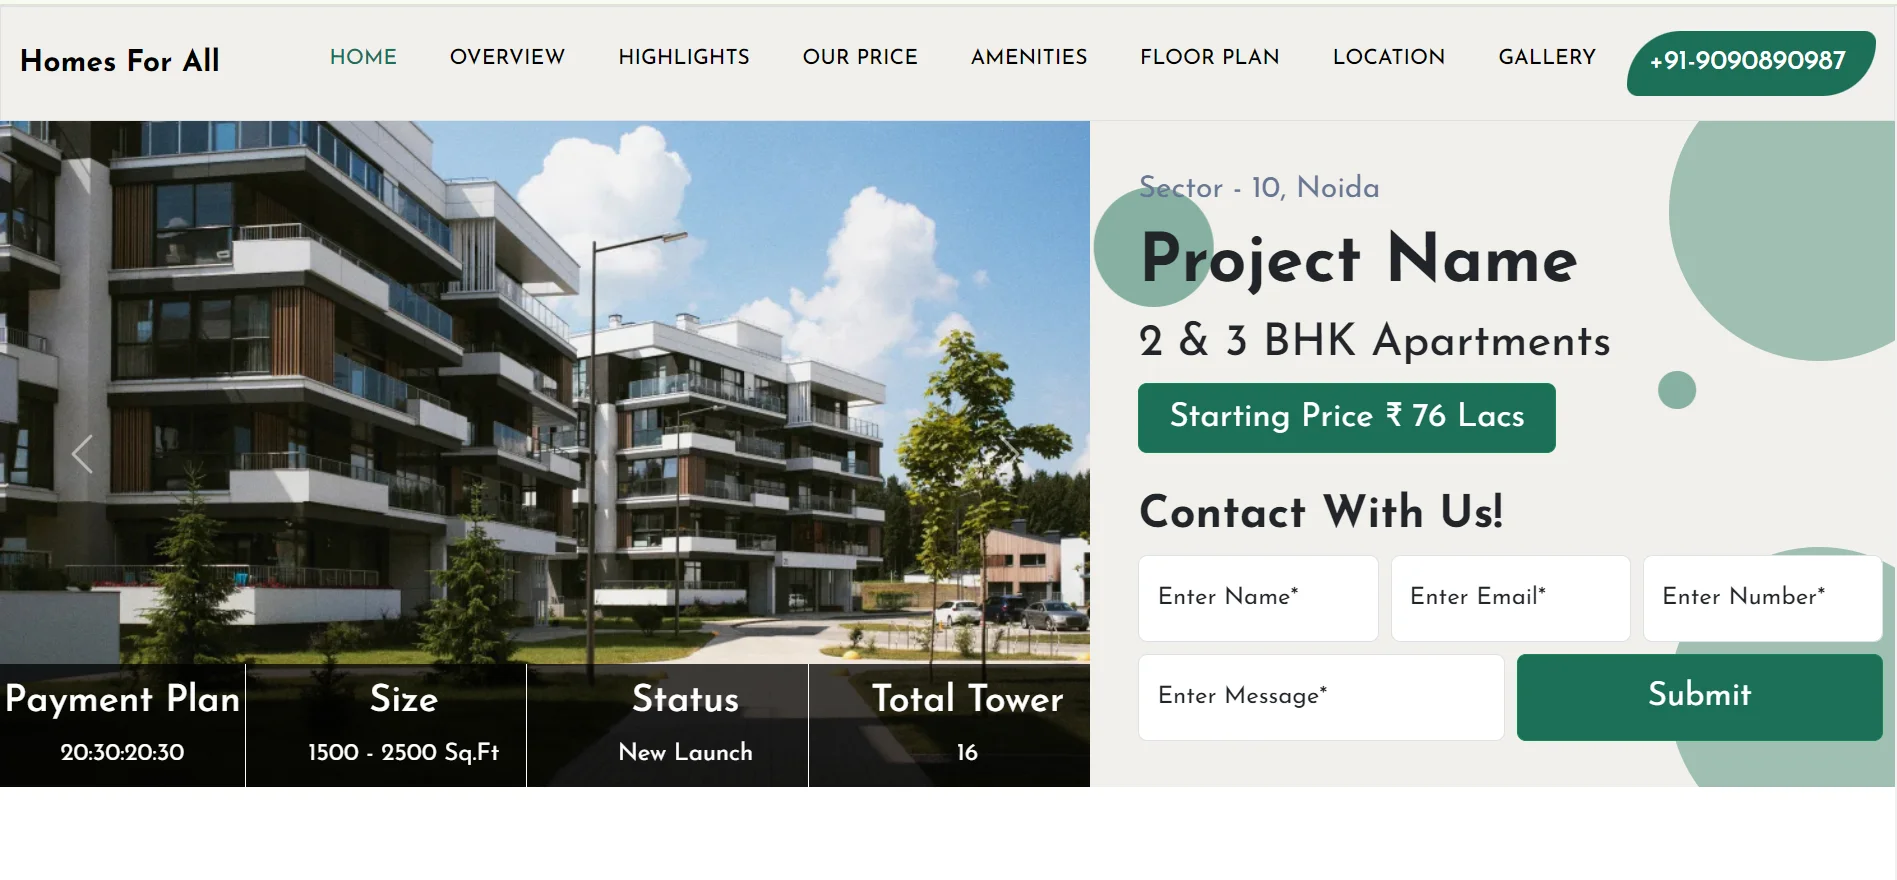 Homes For All
HOME OVERVIEW HIGHLIGHTS OUR PRICE AMENITIES FLOOR PLAN LOCATION GALLERY +91-9090890987
Sector - 10, Noida
Project Name
2 & 3 BHK Apartments
Starting Price ₹ 76 Lacs
Contact With Us!
Enter Name* Enter Email* Enter Number*
Enter Message* Submit
Payment Plan Size Status Total Tower
20:30:20:30 1500 - 2500 Sq.Ft New Launch 16